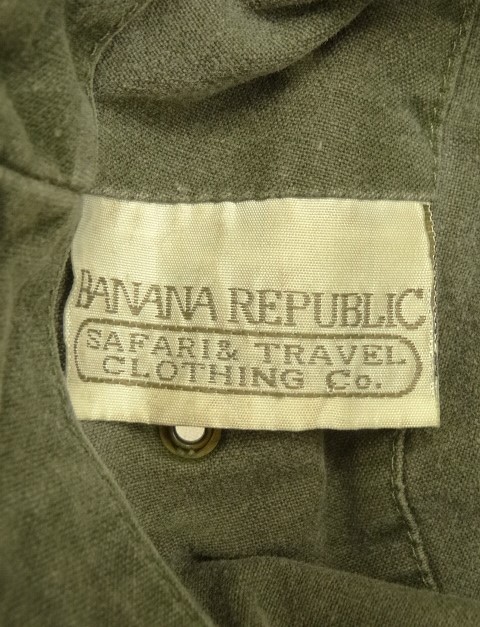 BANANA REPUBLIC
SAFARI & TRAVEL
CLOTHING Co.